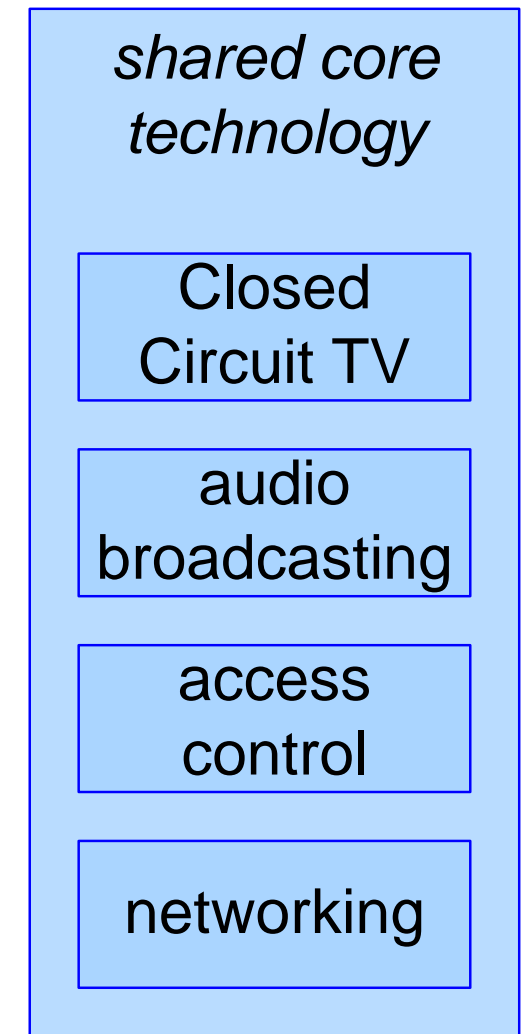 shared core
technology
Closed
Circuit TV
audio
broadcasting
access
control
networking